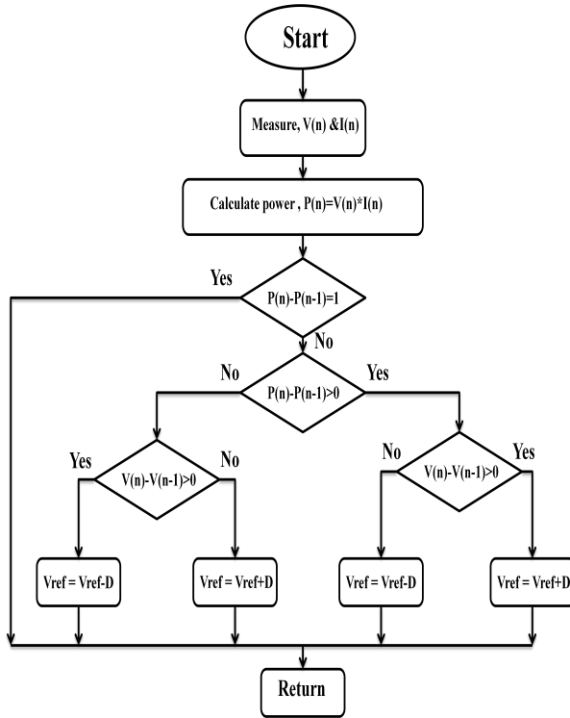 Start
Measure, V(n) &I(n)
Calculate power , P(n)=V(n)*I(n)
Yes
P(n)-P(n-1)=1
No
No
P(n)-P(n-1)>0
Yes
Yes
V(n)-V(n-1)>0
No
No
V(n)-V(n-1)>0
Yes
Vref = Vref-D
Vref = Vref+D
Vref = Vref-D
Vref = Vref+D
Return